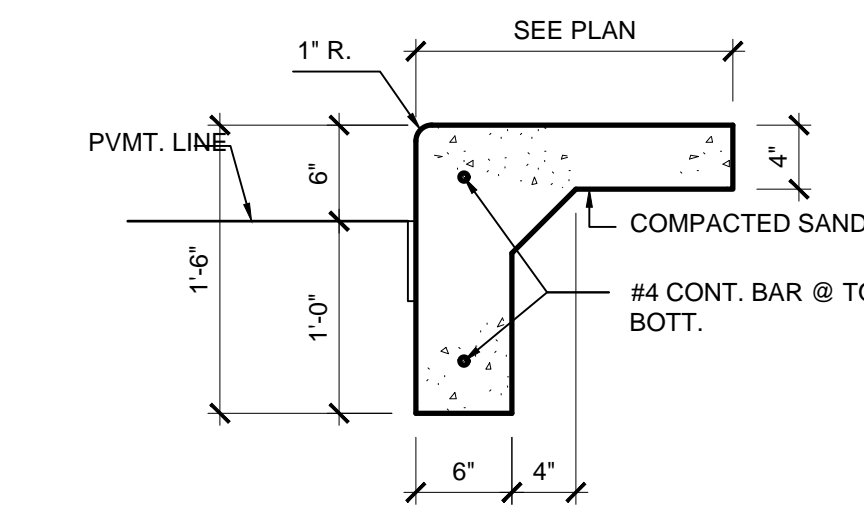 SEE PLAN
1" R.
PVMT. LINE
6"
4"
COMPACTED SAND
1'-6"
1'-0"
#4 CONT. BAR @
BOTT.
6"
4"